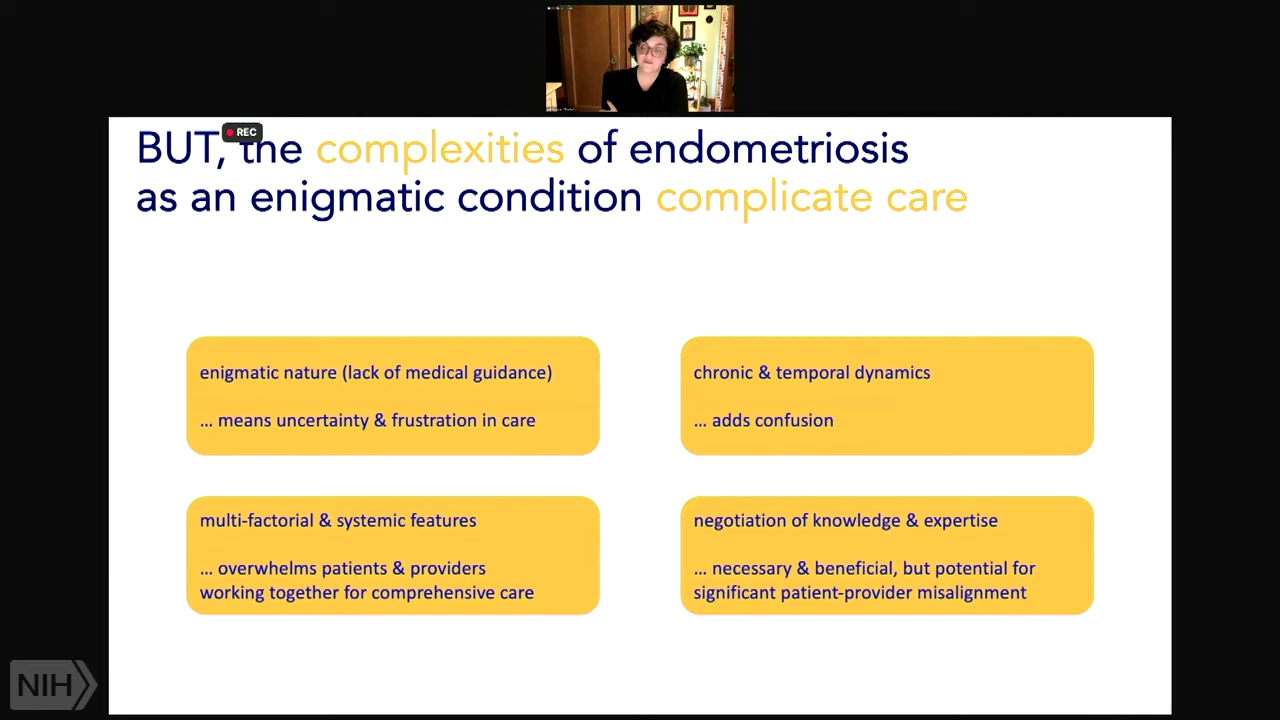 REC
BUT, the complexities of endometriosis
as an enigmatic condition complicate care
enigmatic nature (lack of medical guidance)
... means uncertainty & frustration in care
chronic & temporal dynamics
... adds confusion
multi-factorial & systemic features
... overwhelms patients & providers
working together for comprehensive care
negotiation of knowledge & expertise
... necessary & beneficial, but potential for
significant patient-provider misalignment
NIH